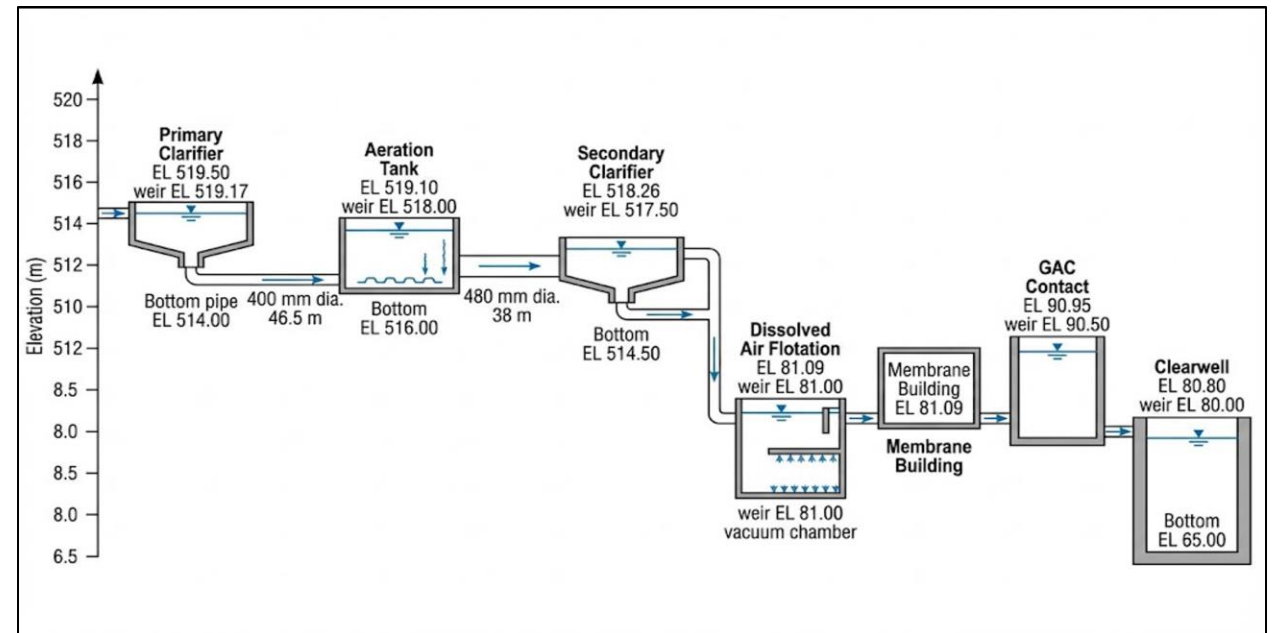 520
518
516
514
512
510
512
8.5
8.0
8.5
8.0
6.5
Elevation (m)
Primary
Clarifier
EL 519.50
weir EL 519.17
Bottom pipe
EL 514.00
400 mm dia.
46.5 m
Aeration
Tank
EL 519.10
weir EL 518.00
Bottom
EL 516.00
480 mm dia.
38 m
Secondary
Clarifier
EL 518.26
weir EL 517.50
Bottom
EL 514.50
Dissolved
Air Flotation
EL 81.09
weir EL 81.00
weir EL 81.00
vacuum chamber
Membrane
Building
EL 81.09
Membrane
Building
GAC
Contact
EL 90.95
weir EL 90.50
Clearwell
EL 80.80
weir EL 80.00
Bottom
EL 65.00